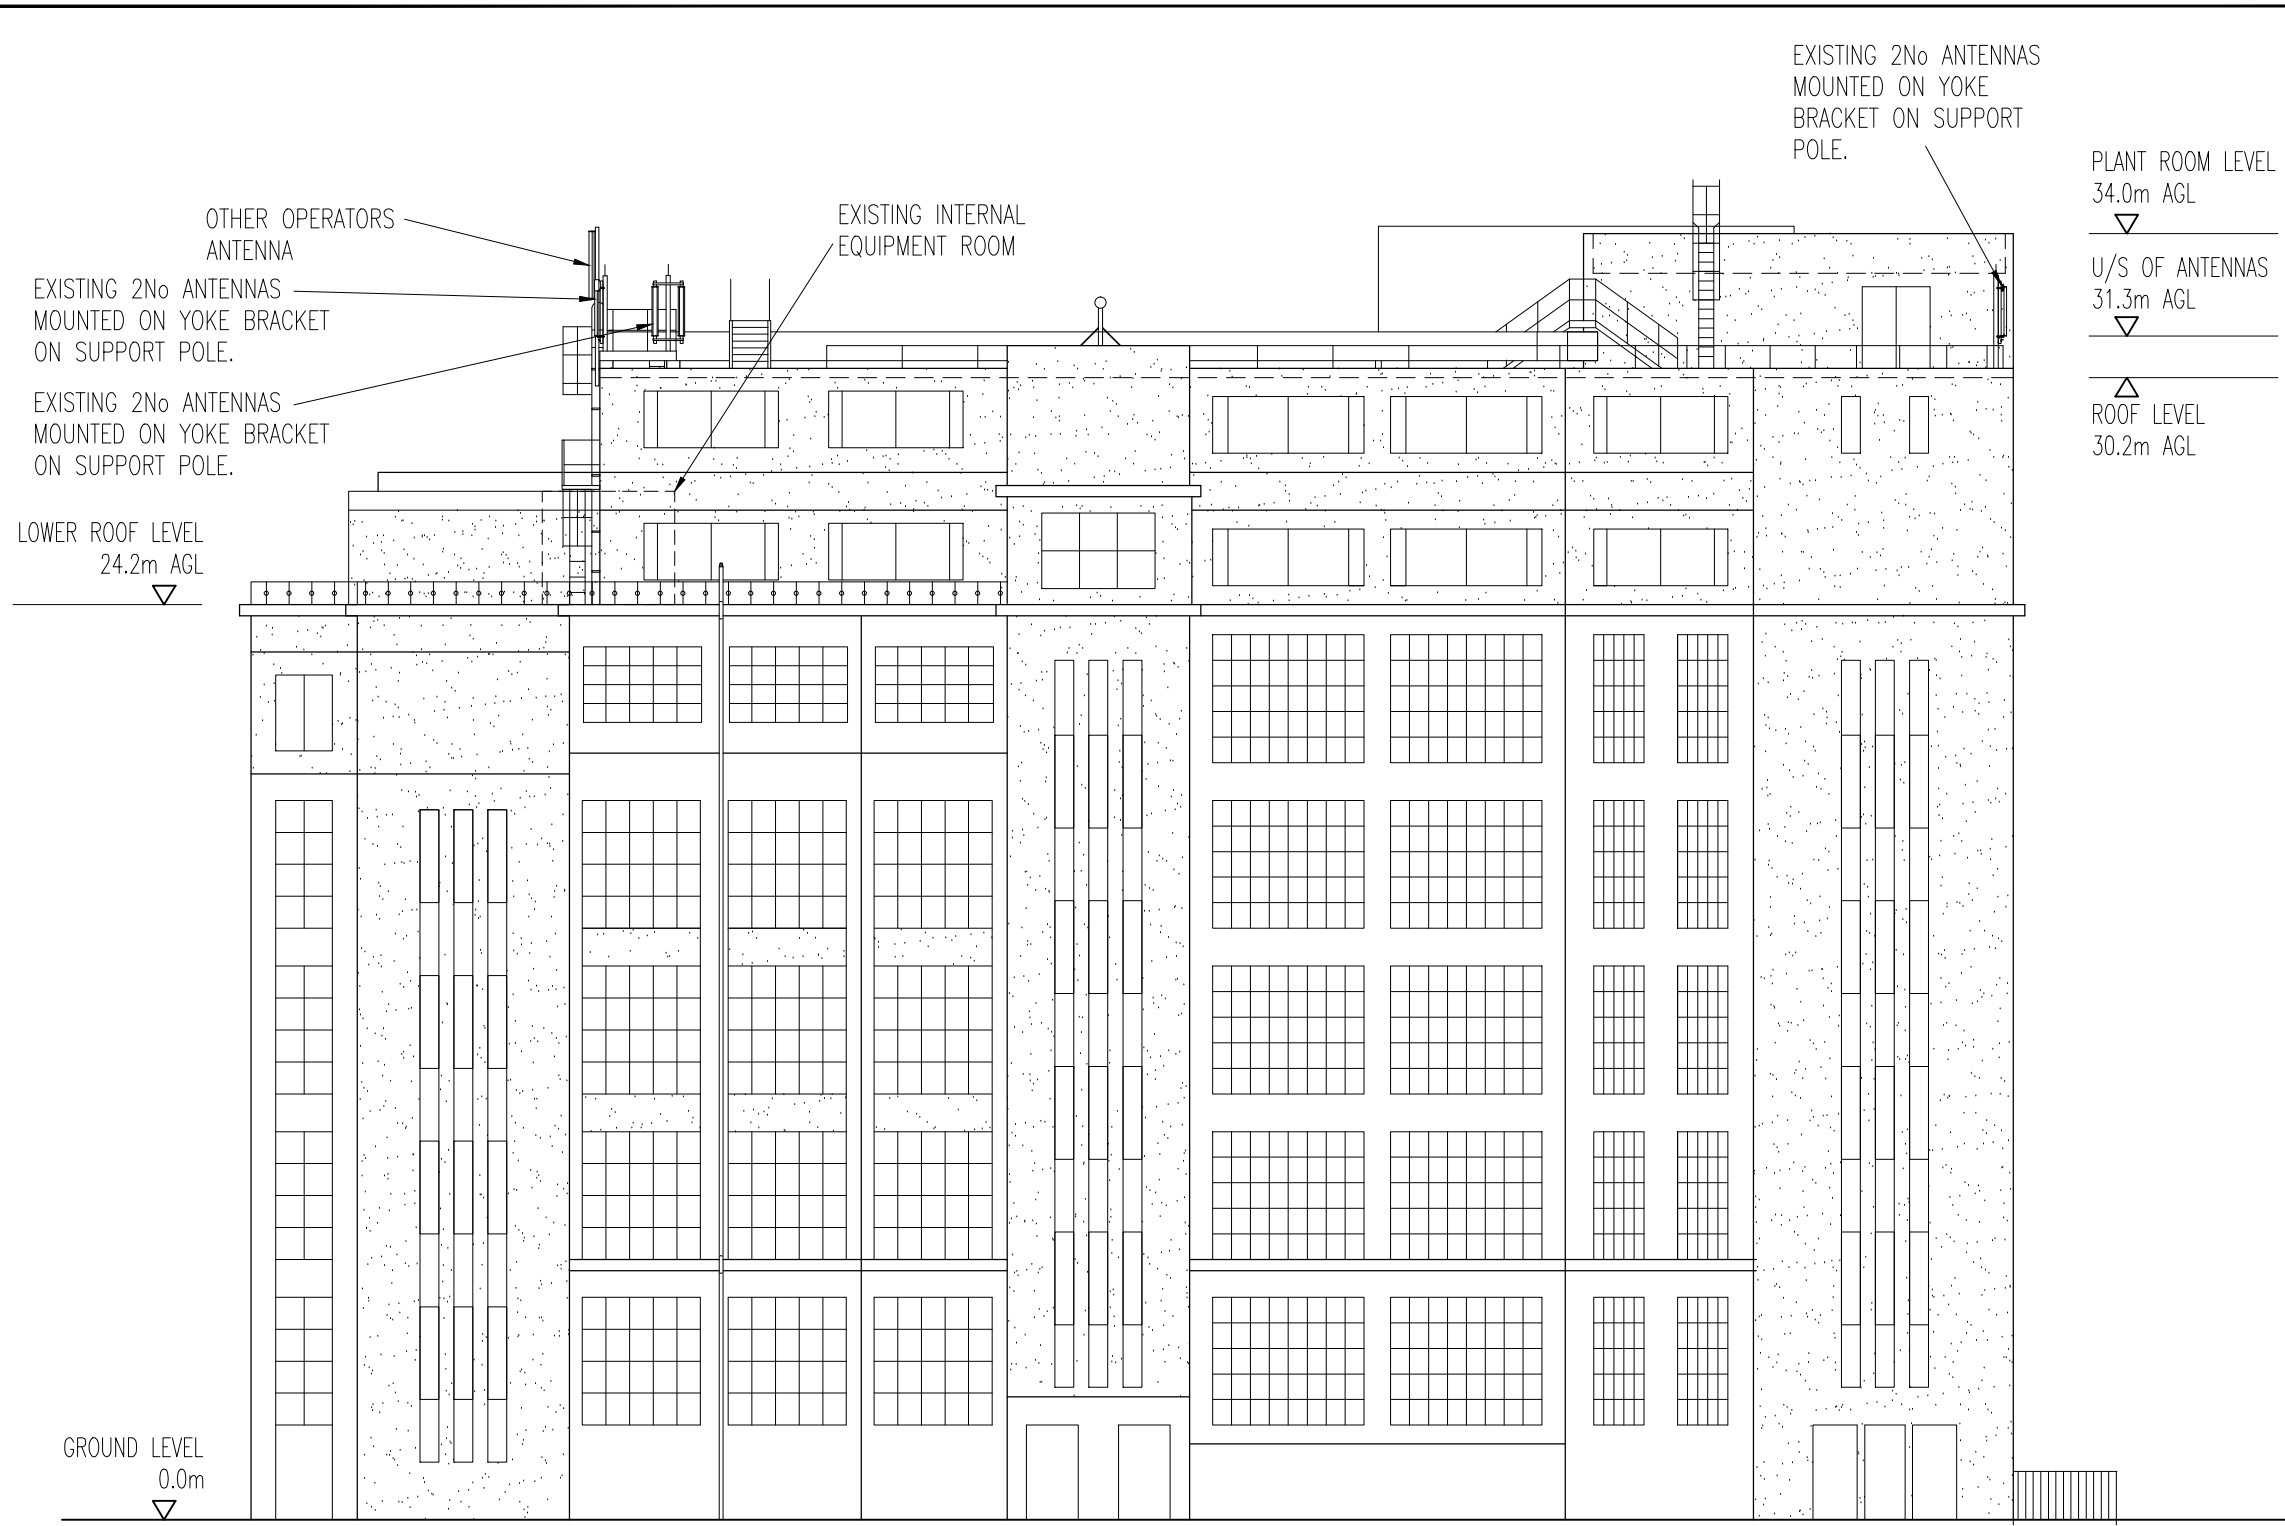 EXISTING 2No ANTENNAS
MOUNTED ON YOKE
BRACKET ON SUPPORT
POLE.
PLANT ROOM LEVEL
34.0m AGL
OTHER OPERATORS
ANTENNA
EXISTING INTERNAL
EQUIPMENT ROOM
U/S OF ANTENNAS
31.3m AGL
EXISTING 2No ANTENNAS
MOUNTED ON YOKE BRACKET
ON SUPPORT POLE.
EXISTING 2No ANTENNAS
MOUNTED ON YOKE BRACKET
ON SUPPORT POLE.
ROOF LEVEL
30.2m AGL
LOWER ROOF LEVEL
24.2m AGL
GROUND LEVEL
0.0m